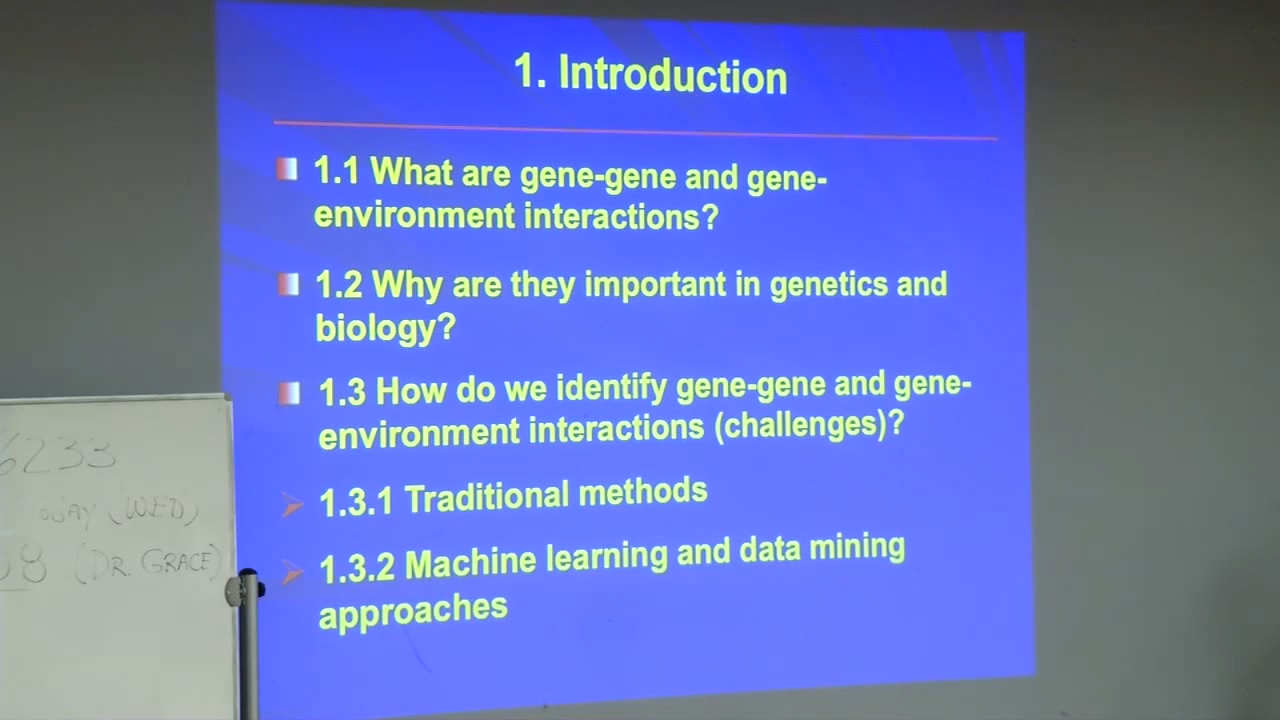 1. Introduction
1.1 What are gene-gene and gene-
environment interactions?
1.2 Why are they important in genetics and
biology?
1.3 How do we identify gene-gene and gene-
environment interactions (challenges)?
1.3.1 Traditional methods
1.3.2 Machine learning and data mining
approaches
6233
(WED)
8 (DR. GRACE)